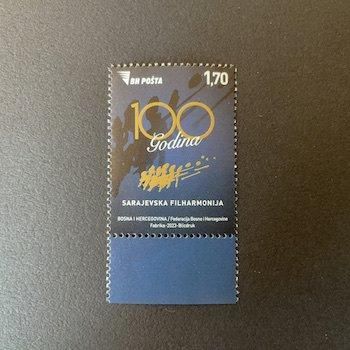 BH POŠTA 1,70
100
Godina
SARAJEVSKA FILHARMONIJA
BOSNA I HERCEGOVINA / Federacija Bosne i Hercegovine
Fabrika-2023-Blicdruk